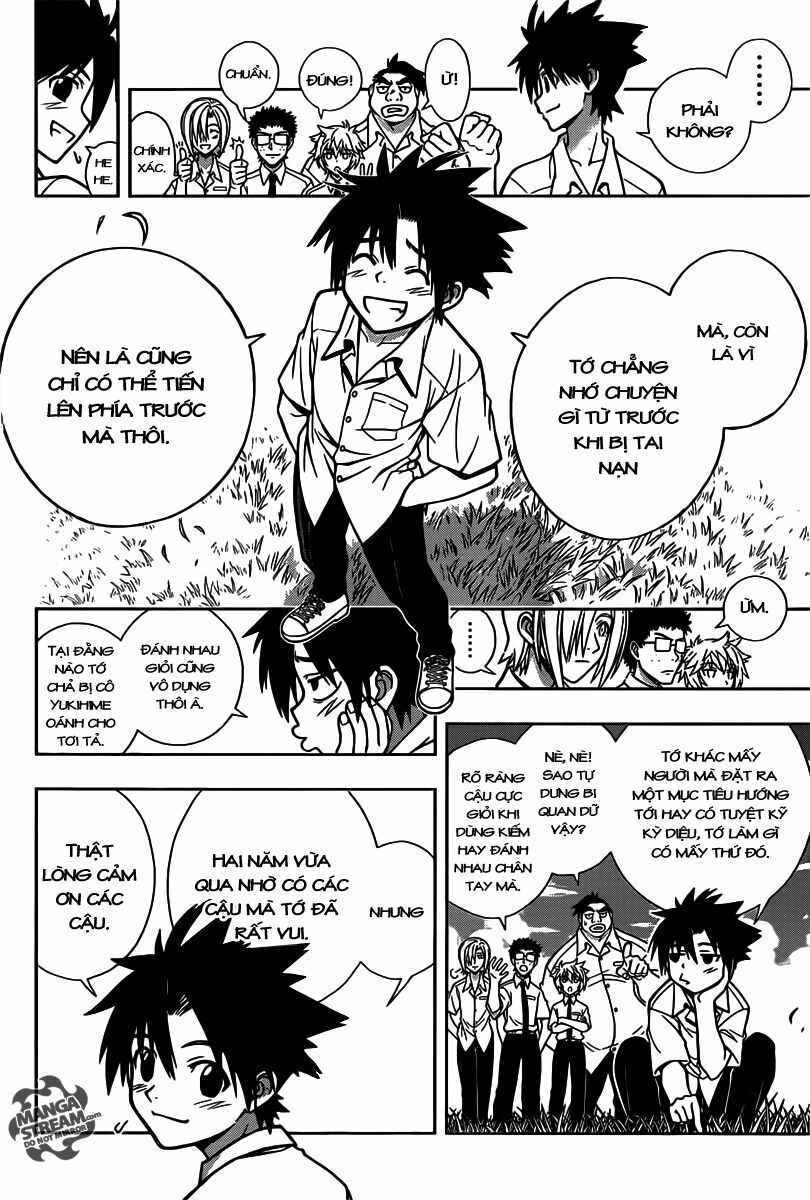 .....
PHẢI
KHÔNG?
Ừ!
ĐÚNG!
CHUẨN.
CHÍNH
XÁC.
HE
HE.
MÀ, CÒN
LÀ VÌ
TỚ CHẲNG
NHỚ CHUYỆN
GÌ TỪ TRƯỚC
KHI BỊ TAI
NẠN
NÊN LÀ CŨNG
CHỈ CÓ THỂ TIẾN
LÊN PHÍA TRƯỚC
MÀ THÔI.
ỪM.
.....
ĐÁNH NHAU
GIỎI CŨNG
VÔ DỤNG
THÔI À.
TẠI ĐẰNG
NÀO TỚ
CHẢ BỊ CÔ
YUKIHIME
OÁNH CHO
TƠI TẢ.
TỚ KHÁC MẤY
NGƯỜI MÀ ĐẶT RA
MỘT MỤC TIÊU HƯỚNG
TỚI HAY CÓ TUYỆT KỸ
KỲ DIỆU, TỚ LÀM GÌ
CÓ MẤY THỨ ĐÓ.
NÈ, NÈ!
SAO TỰ
DƯNG BI
QUAN DỮ
VẬY?
RÕ RÀNG
CẬU CỰC
GIỎI KHI
DÙNG KIẾM
HAY ĐÁNH
NHAU CHÂN
TAY MÀ.
NHƯNG
HAI NĂM VỪA
QUA NHỜ CÓ CÁC
CẬU MÀ TỚ ĐÃ
RẤT VUI.
THẬT
LÒNG CẢM
ƠN CÁC
CẬU.
MANGA
STREAM.com
DO NOT MIRROR!